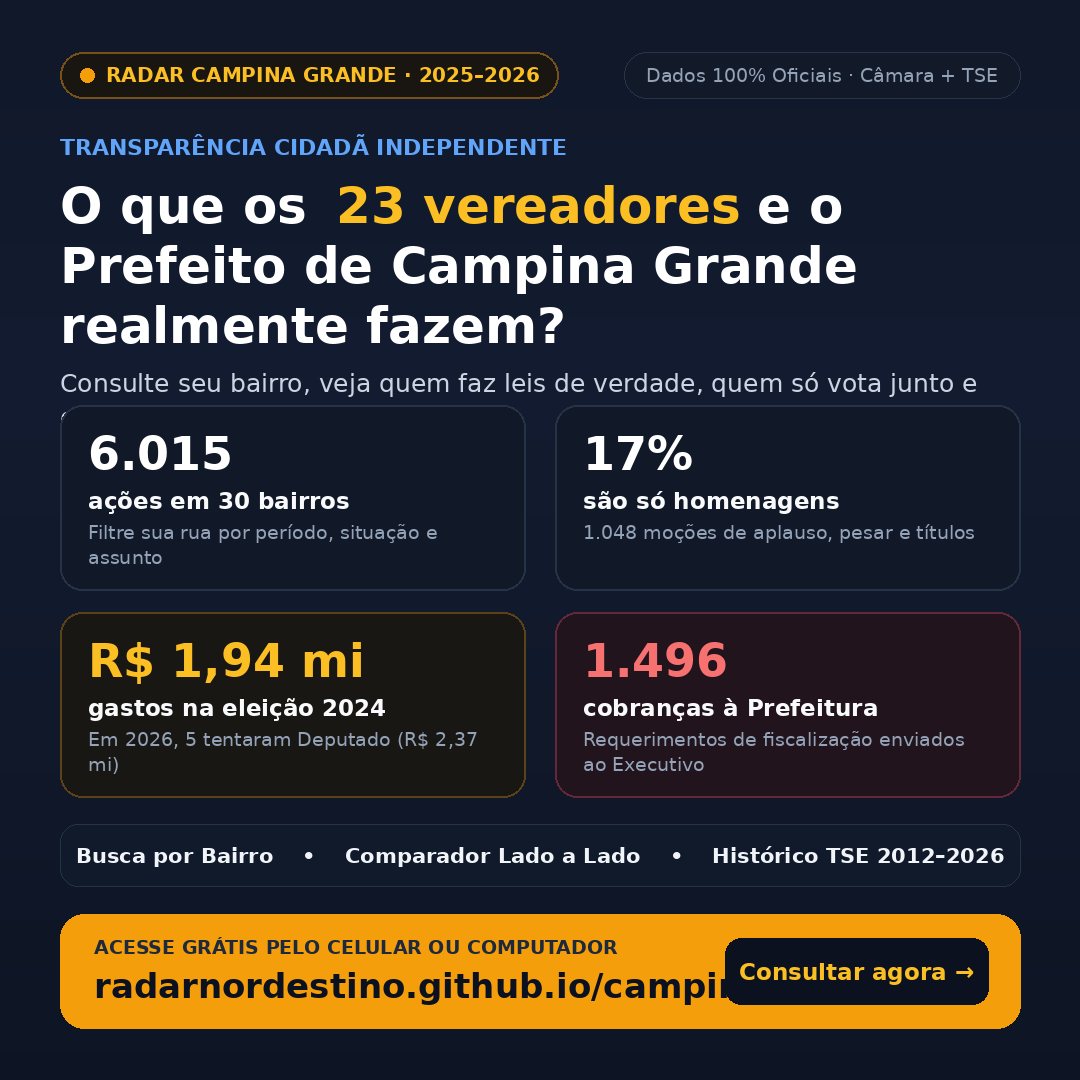 RADAR CAMPINA GRANDE · 2025–2026
Dados 100% Oficiais · Câmara + TSE
TRANSPARÊNCIA CIDADÃ INDEPENDENTE
O que os 23 vereadores e o
Prefeito de Campina Grande
realmente fazem?
Consulte seu bairro, veja quem faz leis de verdade, quem só vota junto e
6.015
ações em 30 bairros
Filtre sua rua por período, situação e
assunto
17%
são só homenagens
1.048 moções de aplauso, pesar e títulos
R$ 1,94 mi
gastos na eleição 2024
Em 2026, 5 tentaram Deputado (R$ 2,37
mi)
1.496
cobranças à Prefeitura
Requerimentos de fiscalização enviados
ao Executivo
Busca por Bairro • Comparador Lado a Lado • Histórico TSE 2012–2026
ACESSE GRÁTIS PELO CELULAR OU COMPUTADOR
radarnordestino.github.io/campi
Consultar agora →